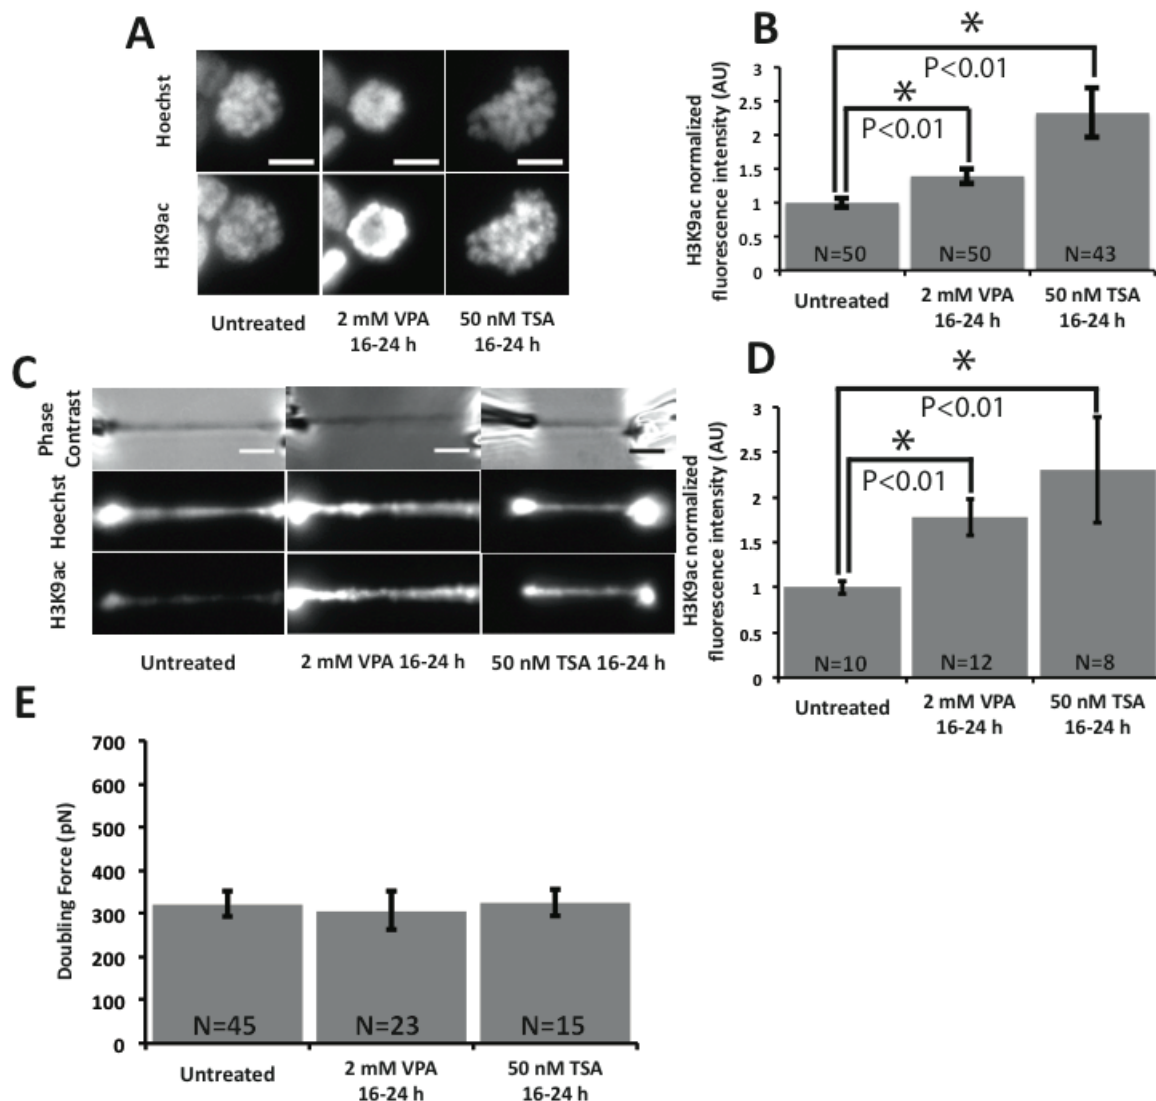 A
Hoechst
H3K9ac
Untreated
2 mM VPA
16-24 h
50 nM TSA
16-24 h
B
H3K9ac normalized
fluorescence intensity (AU)
3
2.5
2
1.5
1
0.5
0
*
P<0.01
*
P<0.01
N=50
N=50
N=43
Untreated
2 mM VPA
16-24 h
50 nM TSA
16-24 h
C
Phase
Contrast
Hoechst
H3K9ac
Untreated
2 mM VPA 16-24 h
50 nM TSA 16-24 h
D
H3K9ac normalized
fluorescence intensity (AU)
3
2.5
2
1.5
1
0.5
0
*
P<0.01
*
P<0.01
N=10
N=12
N=8
Untreated
2 mM VPA
16-24 h
50 nM TSA
16-24 h
E
Doubling Force (pN)
700
600
500
400
300
200
100
0
N=45
N=23
N=15
Untreated
2 mM VPA
16-24 h
50 nM TSA
16-24 h